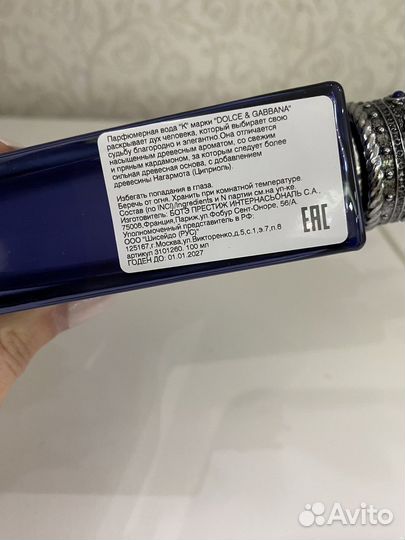 Парфюмерная вода "K" марки "DOLCE & GABBANA"
раскрывает дух человека, который выбирает свою
судьбу благородно и элегантно.Она отличается
насыщенным древесным ароматом, со свежим
и пряным кардамоном, за которым следует более
сильная древесная основа, с добавлением
древесины Нагармота (Циприоль).
Избегать попадания в глаза.
Беречь от огня. Хранить при комнатной температуре.
Состав (по INCI)/Ingredients и N партии см.на уп-ке.
Изготовитель: БОТЭ ПРЕСТИЖ ИНТЕРНАСЬОНАЛЬ С.А.,
75008,Франция,Париж,ул.Фобур Сент-Оноре, 56/А.
Уполномоченный представитель в РФ:
ООО "Шисейдо (РУС)"
125167,г.Москва,ул.Викторенко,д.5,с.1,э.7,п.8
артикул 3101260. 100 мл
ГОДЕН ДО: 01.01.2027
EAC
Avito